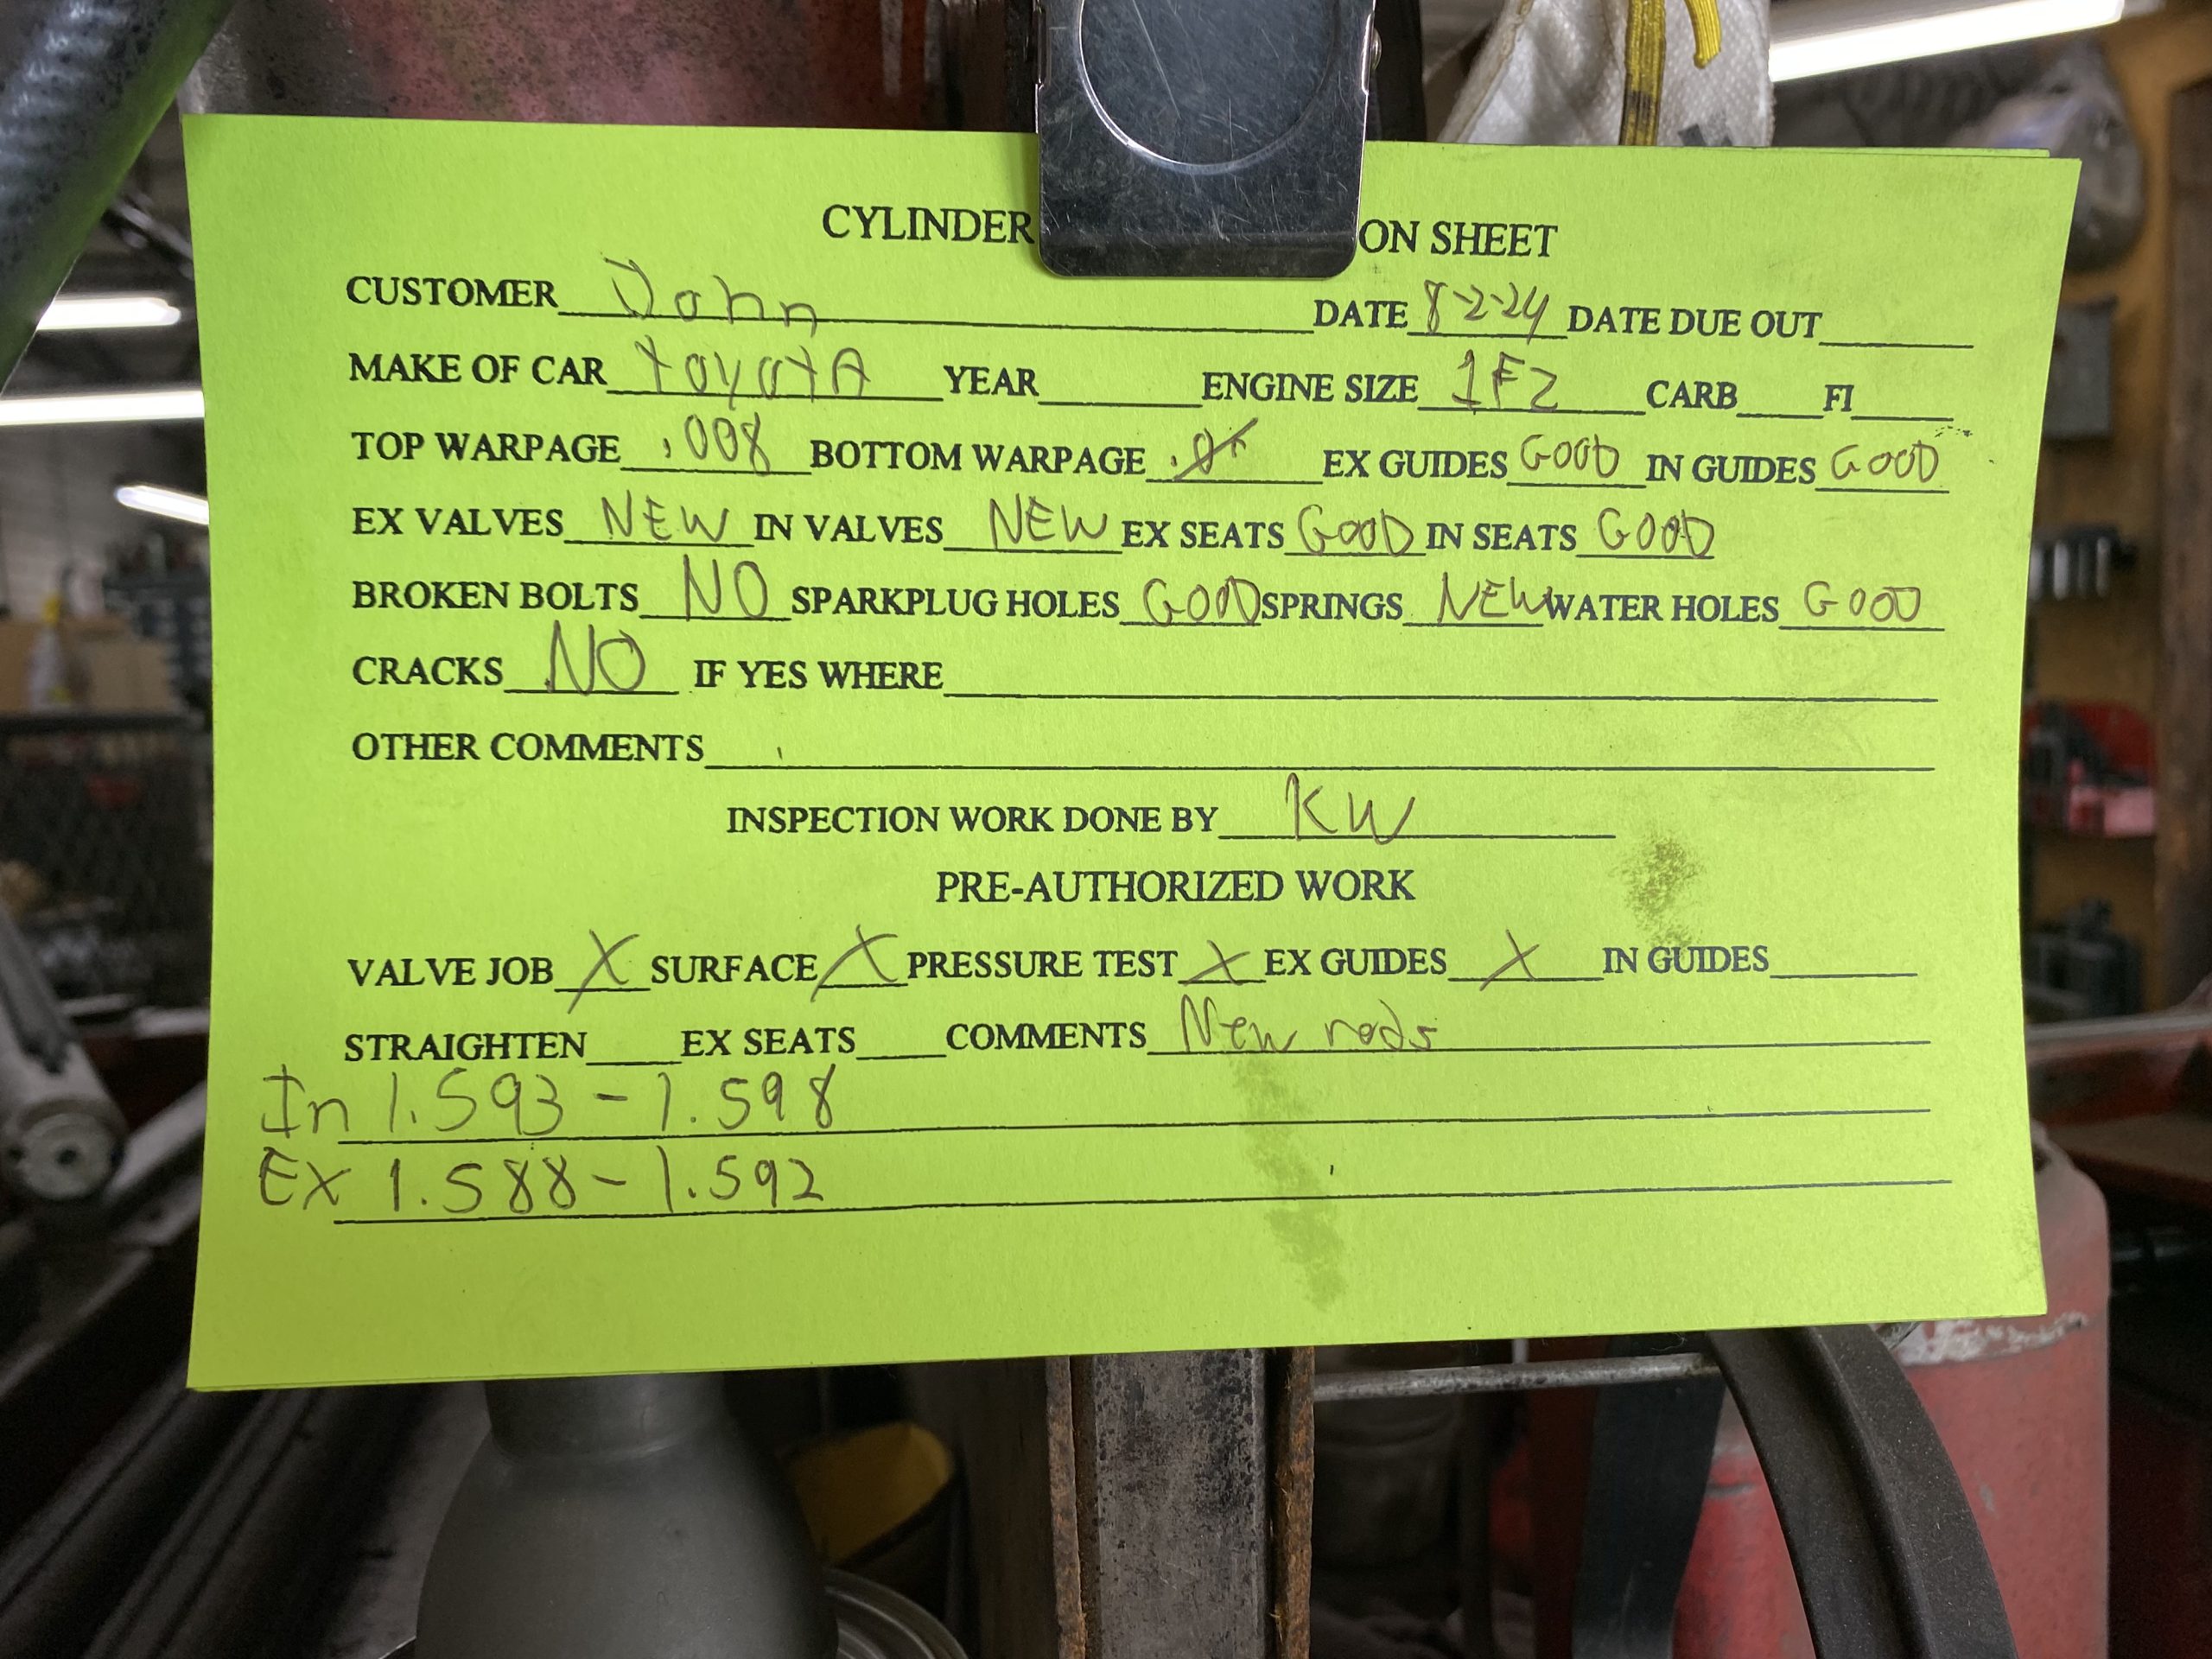 CYLINDER ON SHEET
CUSTOMER John DATE 8-2-24 DATE DUE OUT
MAKE OF CAR toyotA YEAR ENGINE SIZE 1FZ CARB FI
TOP WARPAGE .008 BOTTOM WARPAGE EX GUIDES GOOD IN GUIDES GOOD
EX VALVES NEW IN VALVES NEW EX SEATS GOOD IN SEATS GOOD
BROKEN BOLTS NO SPARKPLUG HOLES GOOD SPRINGS NEW WATER HOLES GOOD
CRACKS NO IF YES WHERE
OTHER COMMENTS
INSPECTION WORK DONE BY KW
PRE-AUTHORIZED WORK
VALVE JOB X SURFACE X PRESSURE TEST X EX GUIDES X IN GUIDES
STRAIGHTEN EX SEATS COMMENTS New rods
In 1.593 - 1.598
Ex 1.588 - 1.592